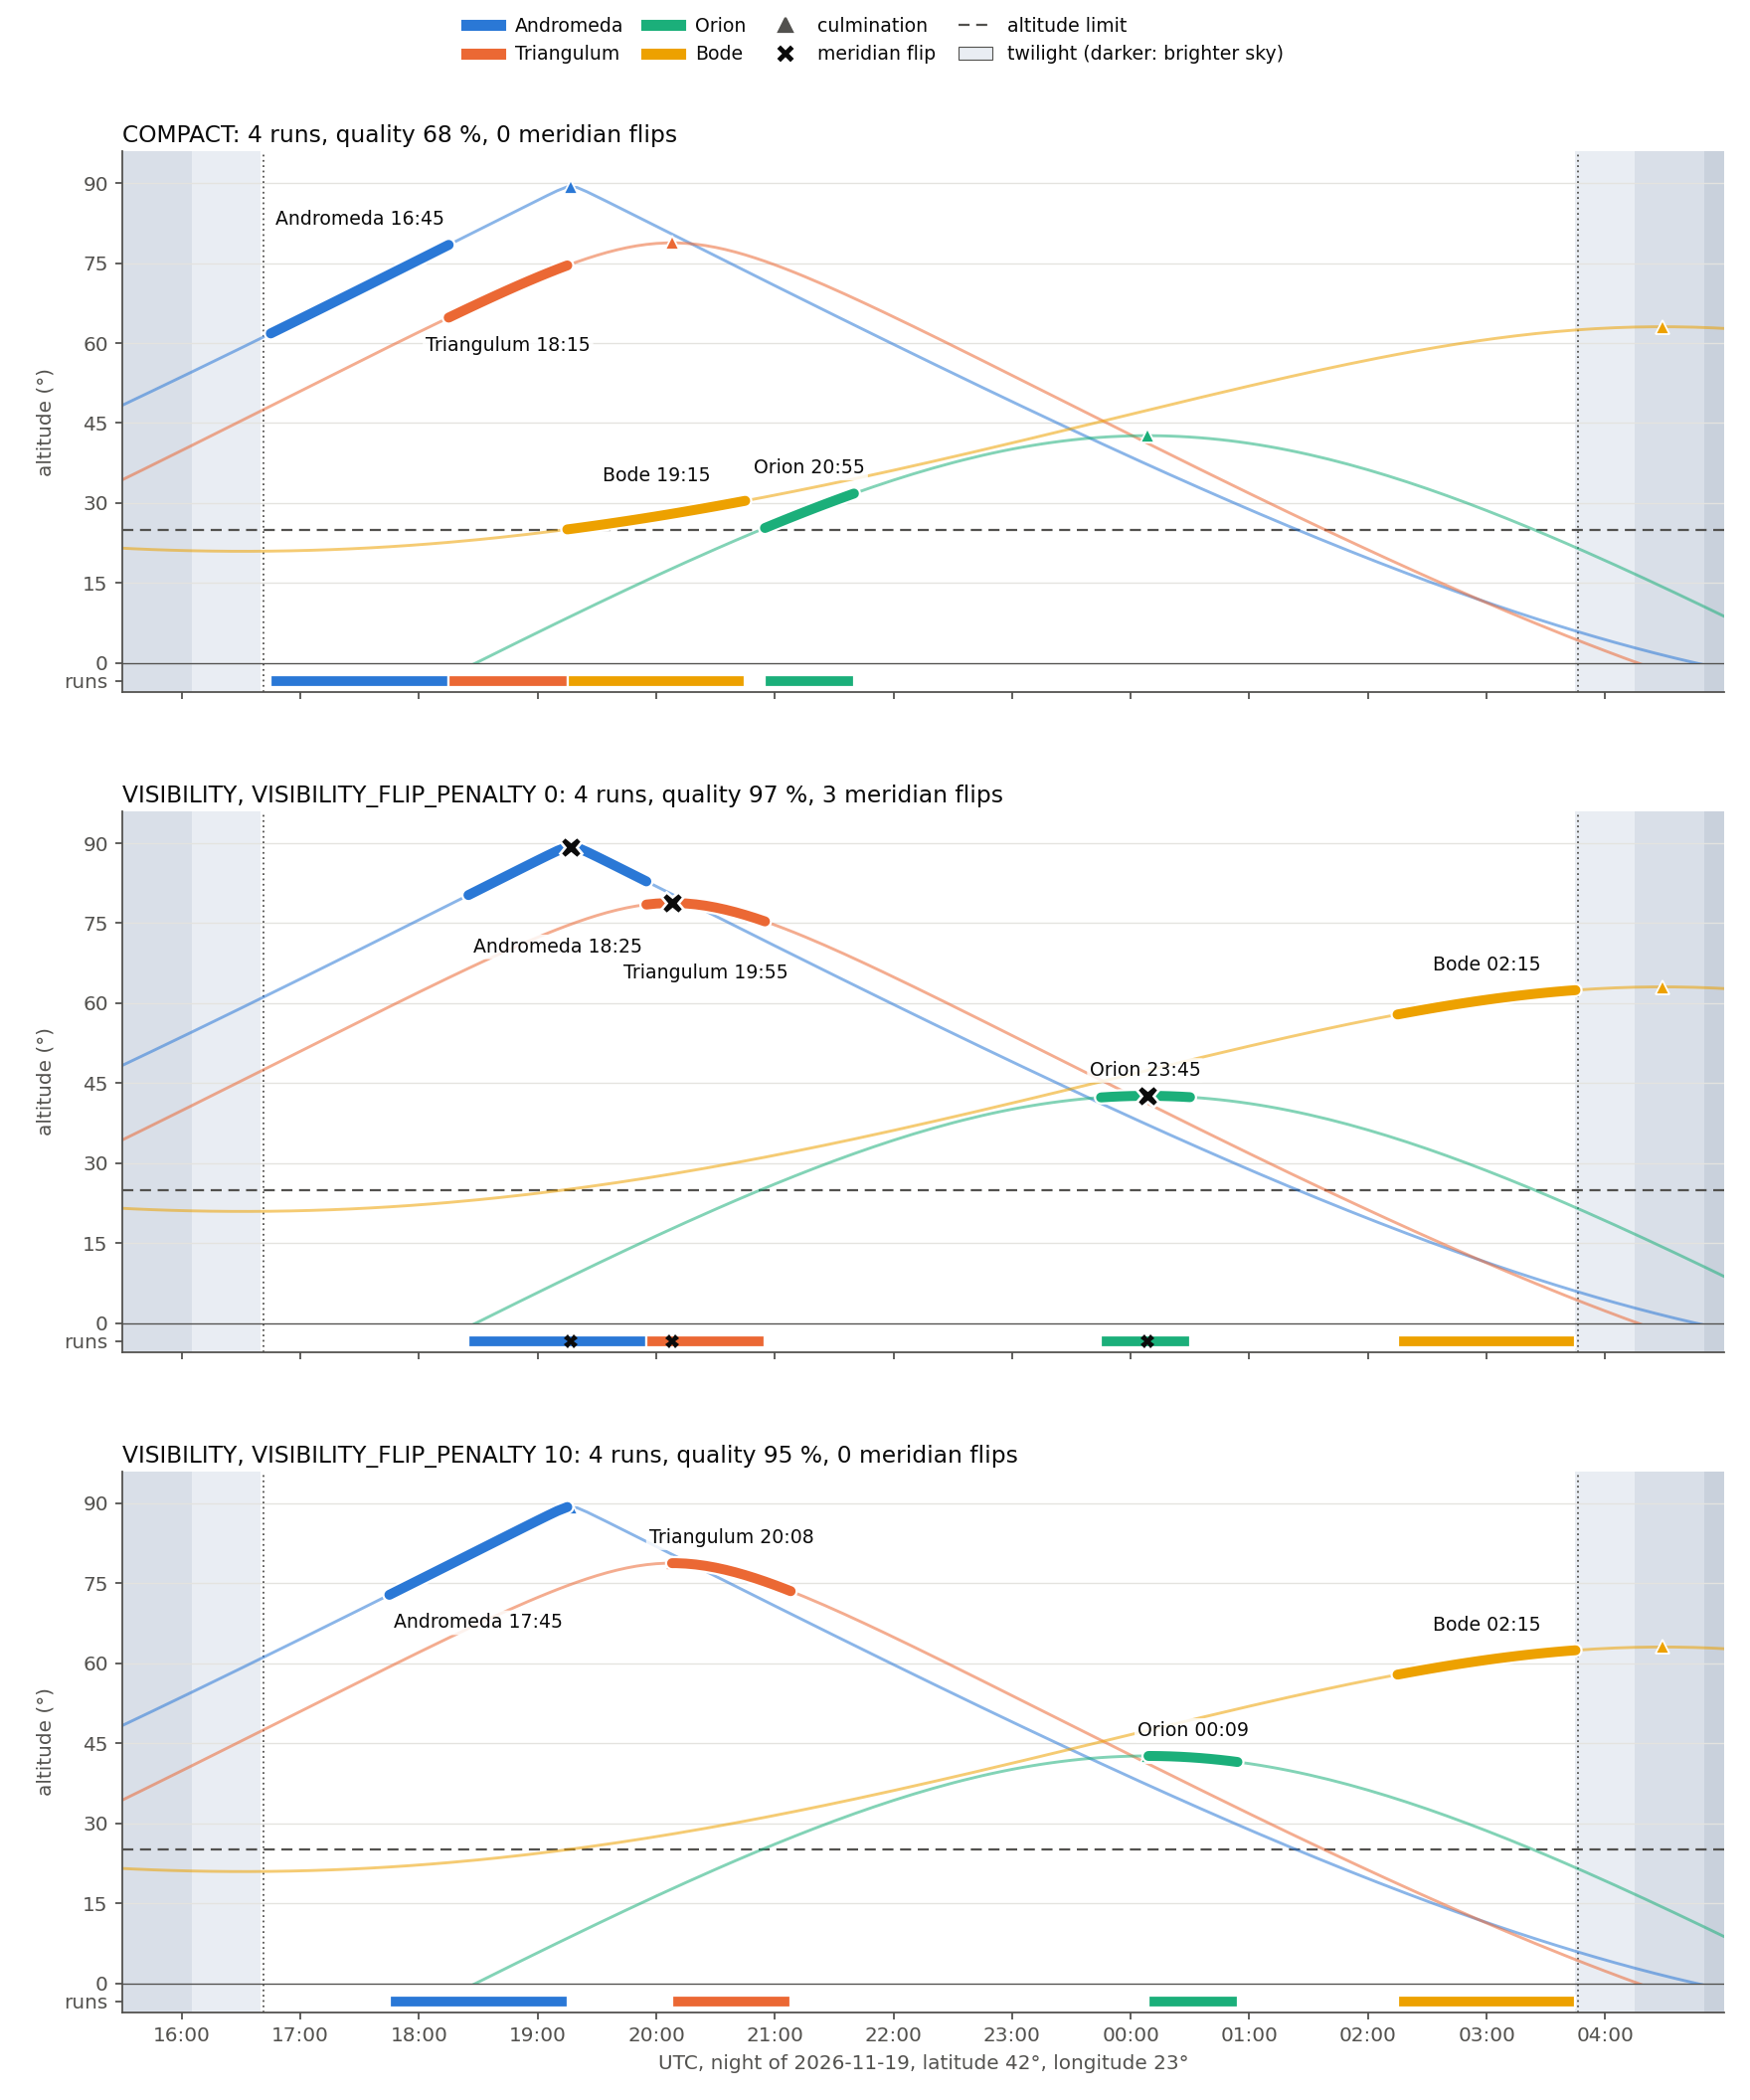 Andromeda Orion culmination altitude limit
Triangulum Bode meridian flip twilight (darker: brighter sky)
COMPACT: 4 runs, quality 68 %, 0 meridian flips
90
Andromeda 16:45
75
60
Triangulum 18:15
altitude (°)
45
Bode 19:15 Orion 20:55
30
15
0
runs
VISIBILITY, VISIBILITY_FLIP_PENALTY 0: 4 runs, quality 97 %, 3 meridian flips
90
75
Andromeda 18:25
Triangulum 19:55
Bode 02:15
60
altitude (°)
Orion 23:45
45
30
15
0
runs
VISIBILITY, VISIBILITY_FLIP_PENALTY 10: 4 runs, quality 95 %, 0 meridian flips
90
Triangulum 20:08
75
Andromeda 17:45
Bode 02:15
60
altitude (°)
Orion 00:09
45
30
15
0
runs
16:00 17:00 18:00 19:00 20:00 21:00 22:00 23:00 00:00 01:00 02:00 03:00 04:00
UTC, night of 2026-11-19, latitude 42°, longitude 23°